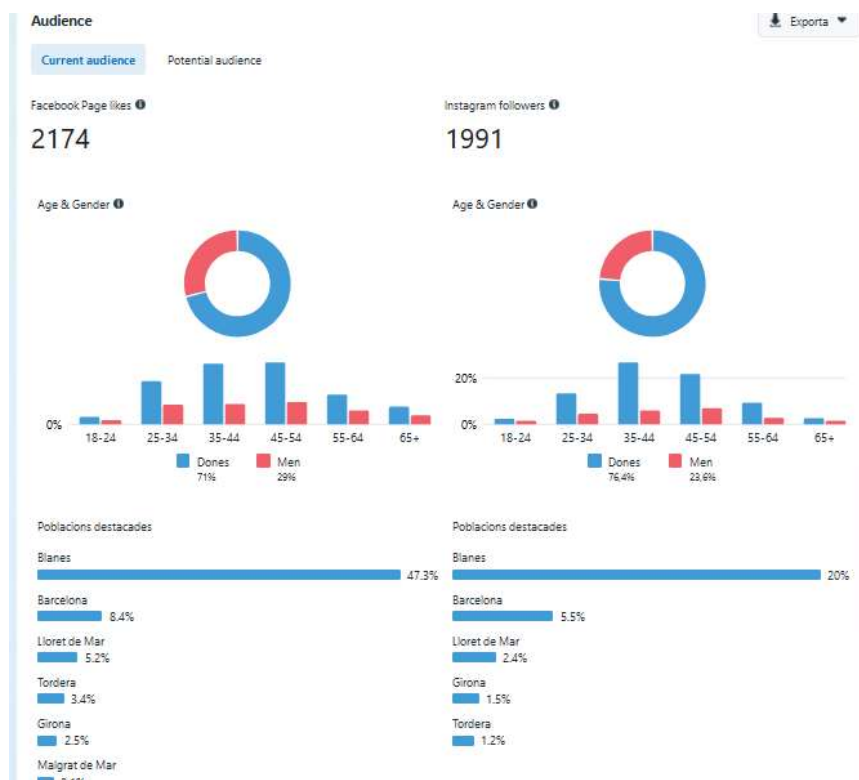 Audience
Exporta
Current audience
Potential audience
Facebook Page likes
2174
Instagram followers
1991
Age & Gender
0%
18-24 25-34 35-44 45-54 55-64 65+
Dones Men
71% 29%
Age & Gender
20%
0%
18-24 25-34 35-44 45-54 55-64 65+
Dones Men
76,4% 23,6%
Poblacions destacades
Blanes
47.3%
Barcelona
8.4%
Lloret de Mar
5.2%
Tordera
3.4%
Girona
2.5%
Malgrat de Mar
Poblacions destacades
Blanes
20%
Barcelona
5.5%
Lloret de Mar
2.4%
Girona
1.5%
Tordera
1.2%